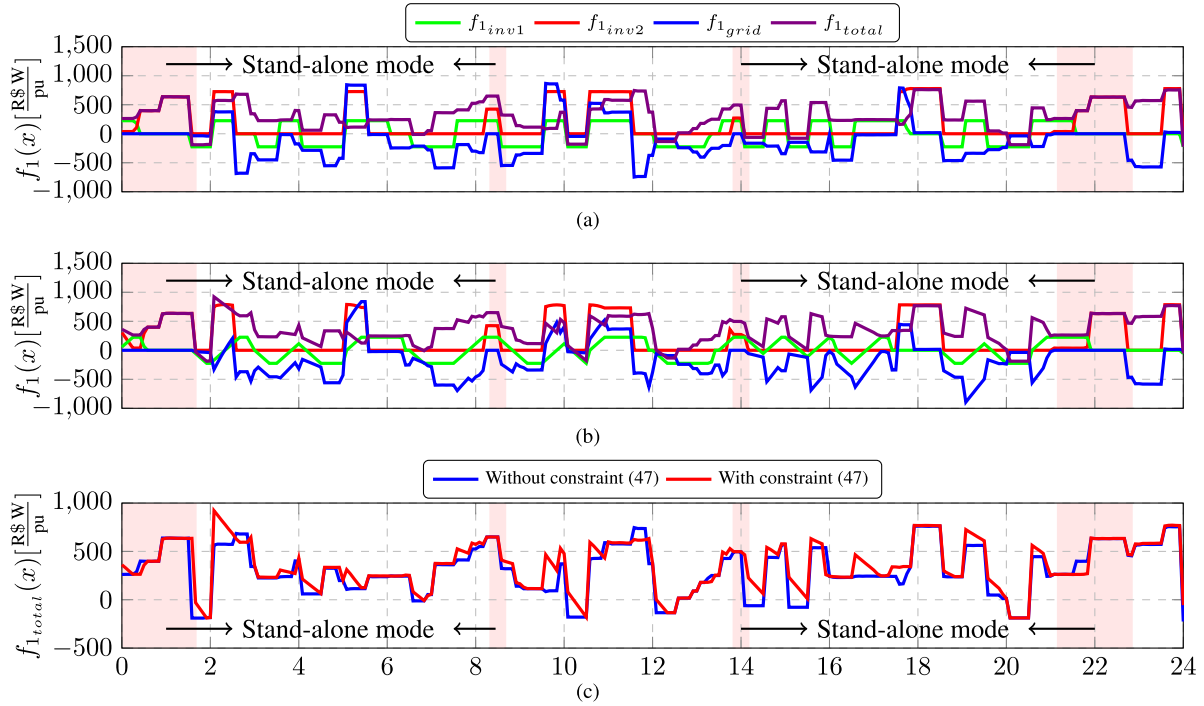 f1inv1 f1inv2 f1grid f1total
1,500
1,000
500
0
−500
−1,000
f1(x)[R$ W/pu]
Stand-alone mode
Stand-alone mode
(a)
1,500
1,000
500
0
−500
−1,000
f1(x)[R$ W/pu]
Stand-alone mode
Stand-alone mode
(b)
Without constraint (47) With constraint (47)
1,000
500
0
−500
f1total(x)[R$ W/pu]
Stand-alone mode
Stand-alone mode
0 2 4 6 8 10 12 14 16 18 20 22 24
(c)